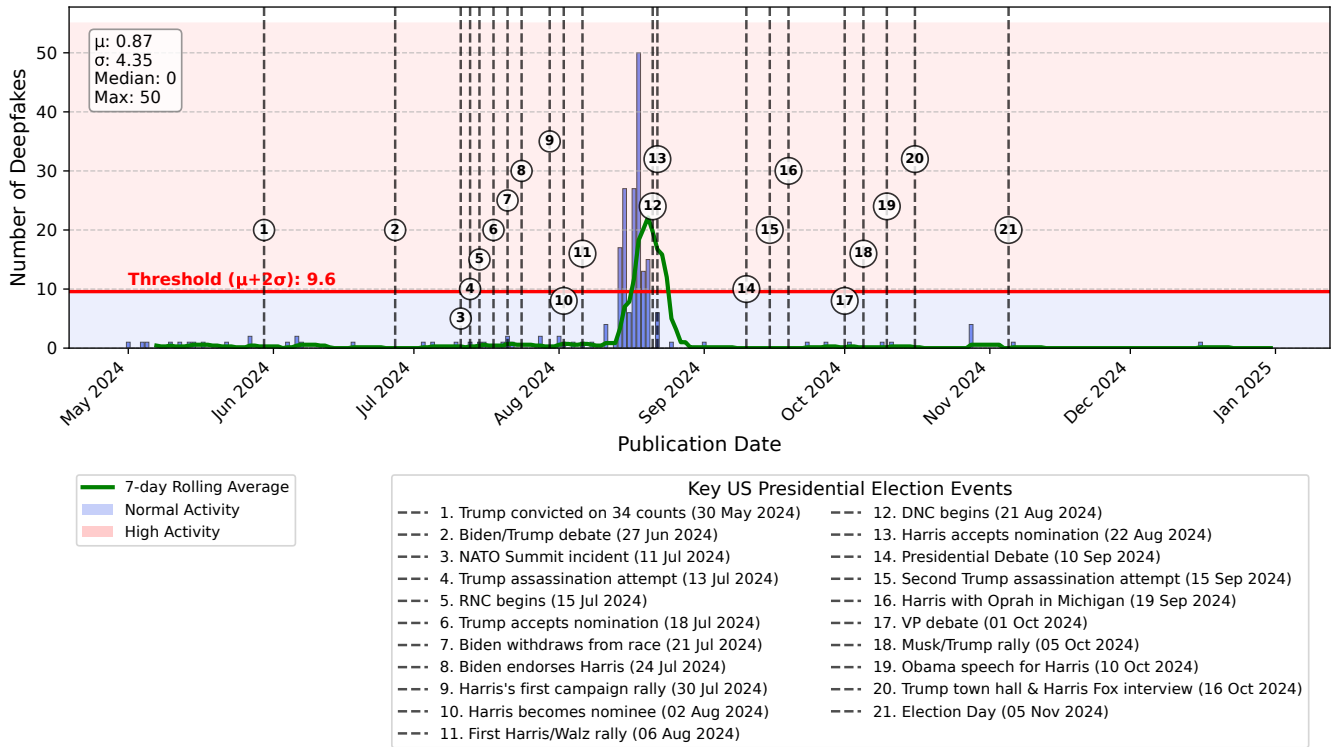 μ: 0.87
σ: 4.35
Median: 0
Max: 50
Number of Deepfakes
50
40
30
20
10
0
Threshold (μ+2σ): 9.6
1
2
3
4
5
6
7
8
9
10
11
12
13
14
15
16
17
18
19
20
21
May 2024
Jun 2024
Jul 2024
Aug 2024
Sep 2024
Oct 2024
Nov 2024
Dec 2024
Jan 2025
Publication Date
7-day Rolling Average
Normal Activity
High Activity
Key US Presidential Election Events
1. Trump convicted on 34 counts (30 May 2024)
2. Biden/Trump debate (27 Jun 2024)
3. NATO Summit incident (11 Jul 2024)
4. Trump assassination attempt (13 Jul 2024)
5. RNC begins (15 Jul 2024)
6. Trump accepts nomination (18 Jul 2024)
7. Biden withdraws from race (21 Jul 2024)
8. Biden endorses Harris (24 Jul 2024)
9. Harris's first campaign rally (30 Jul 2024)
10. Harris becomes nominee (02 Aug 2024)
11. First Harris/Walz rally (06 Aug 2024)
12. DNC begins (21 Aug 2024)
13. Harris accepts nomination (22 Aug 2024)
14. Presidential Debate (10 Sep 2024)
15. Second Trump assassination attempt (15 Sep 2024)
16. Harris with Oprah in Michigan (19 Sep 2024)
17. VP debate (01 Oct 2024)
18. Musk/Trump rally (05 Oct 2024)
19. Obama speech for Harris (10 Oct 2024)
20. Trump town hall & Harris Fox interview (16 Oct 2024)
21. Election Day (05 Nov 2024)